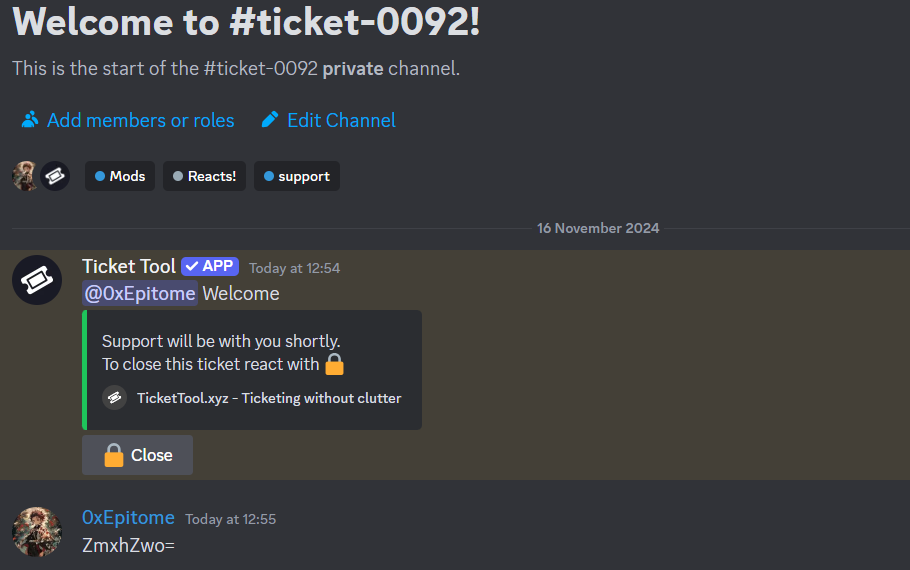 Welcome to #ticket-0092!
This is the start of the #ticket-0092 private channel.
Add members or roles Edit Channel
Mods Reacts! support
16 November 2024
Ticket Tool APP Today at 12:54
@0xEpitome Welcome
Support will be with you shortly.
To close this ticket react with 🔒
TicketTool.xyz - Ticketing without clutter
Close
0xEpitome Today at 12:55
ZmxhZwo=